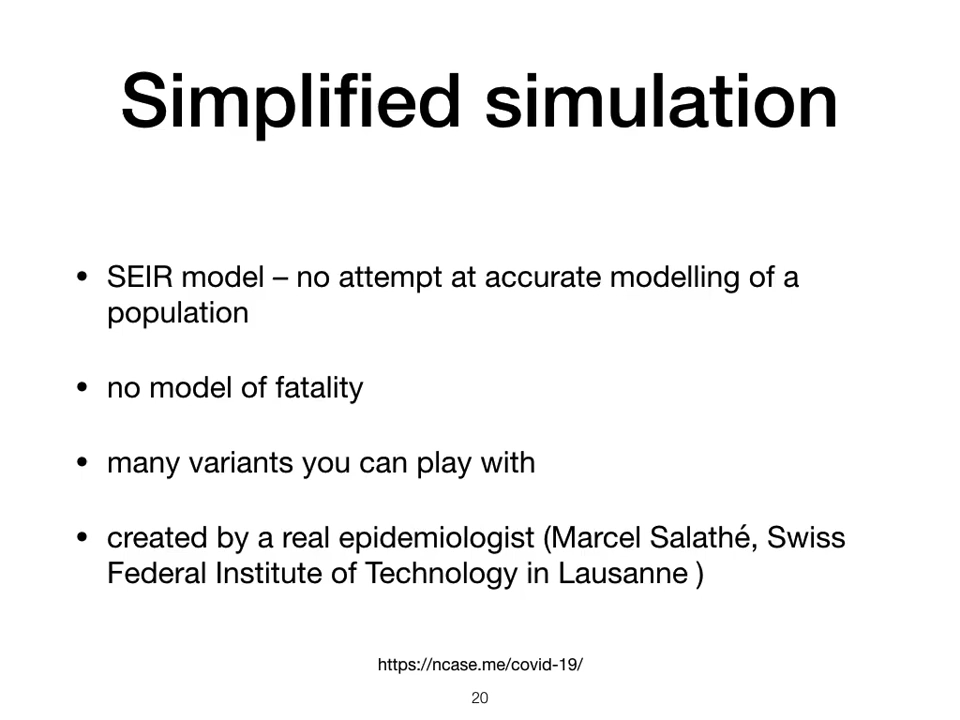 Simplified simulation
• SEIR model – no attempt at accurate modelling of a
population
• no model of fatality
• many variants you can play with
• created by a real epidemiologist (Marcel Salathé, Swiss
Federal Institute of Technology in Lausanne )
https://ncase.me/covid-19/
20